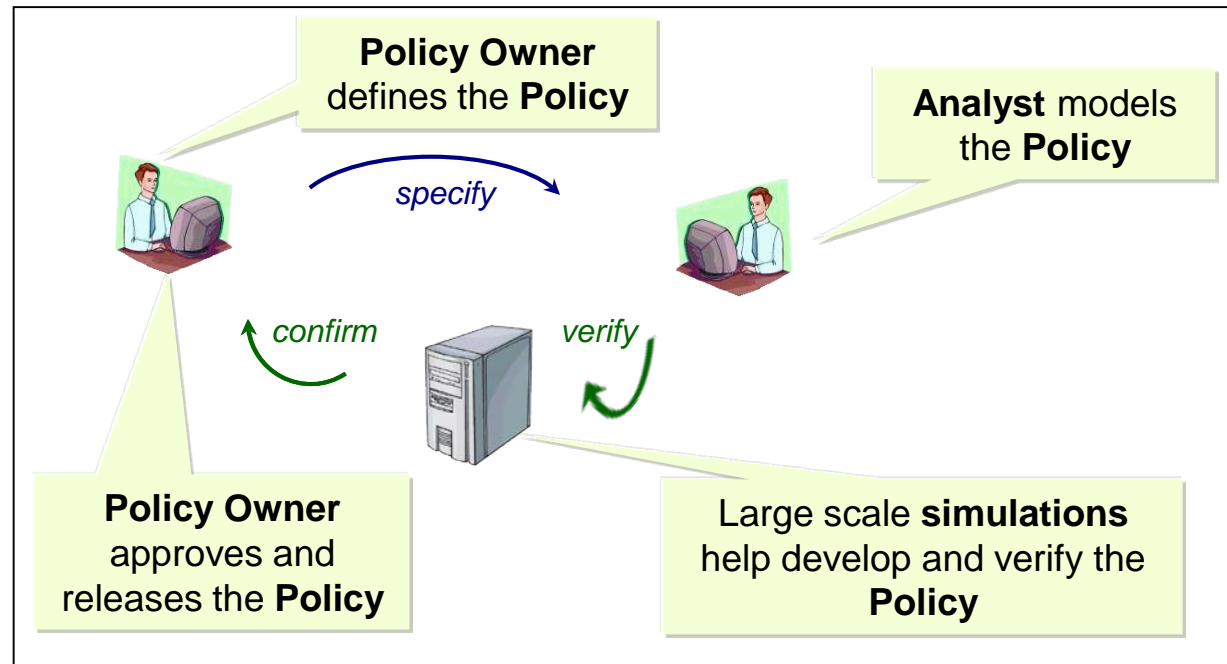 Policy Owner
defines the Policy
Analyst models
the Policy
specify
confirm
verify
Policy Owner
approves and
releases the Policy
Large scale simulations
help develop and verify the
Policy